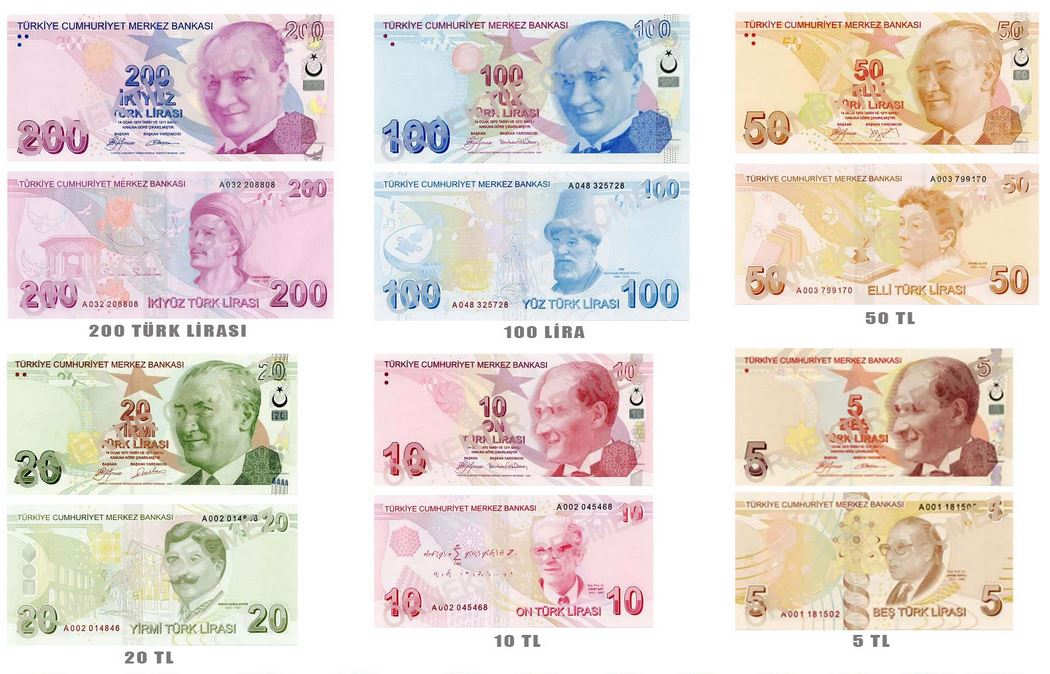 TÜRKİYE CUMHURİYET MERKEZ BANKASI
200
200
İKİYÜZ
TÜRK LİRASI
200
TÜRKİYE CUMHURİYET MERKEZ BANKASI
A032 208808
200
200
A032 208808
İKİYÜZ TÜRK LİRASI
200
200 TÜRK LİRASI
TÜRKİYE CUMHURİYET MERKEZ BANKASI
100
100
YÜZ
TÜRK LİRASI
100
TÜRKİYE CUMHURİYET MERKEZ BANKASI
A048 325728
100
100
A048 325728
YÜZ TÜRK LİRASI
100
100 LİRA
TÜRKİYE CUMHURİYET MERKEZ BANKASI
50
50
ELLİ
TÜRK LİRASI
50
TÜRKİYE CUMHURİYET MERKEZ BANKASI
A003 799170
50
50
A003 799170
ELLİ TÜRK LİRASI
50
50 TL
TÜRKİYE CUMHURİYET MERKEZ BANKASI
20
20
YİRMİ
TÜRK LİRASI
20
TÜRKİYE CUMHURİYET MERKEZ BANKASI
20
20
A002 014846
YİRMİ TÜRK LİRASI
20
20 TL
TÜRKİYE CUMHURİYET MERKEZ BANKASI
10
10
ON
TÜRK LİRASI
10
TÜRKİYE CUMHURİYET MERKEZ BANKASI
A002 045468
10
10
A002 045468
ON TÜRK LİRASI
10
10 TL
TÜRKİYE CUMHURİYET MERKEZ BANKASI
5
5
BEŞ
TÜRK LİRASI
5
TÜRKİYE CUMHURİYET MERKEZ BANKASI
5
5
A001 181502
BEŞ TÜRK LİRASI
5
5 TL